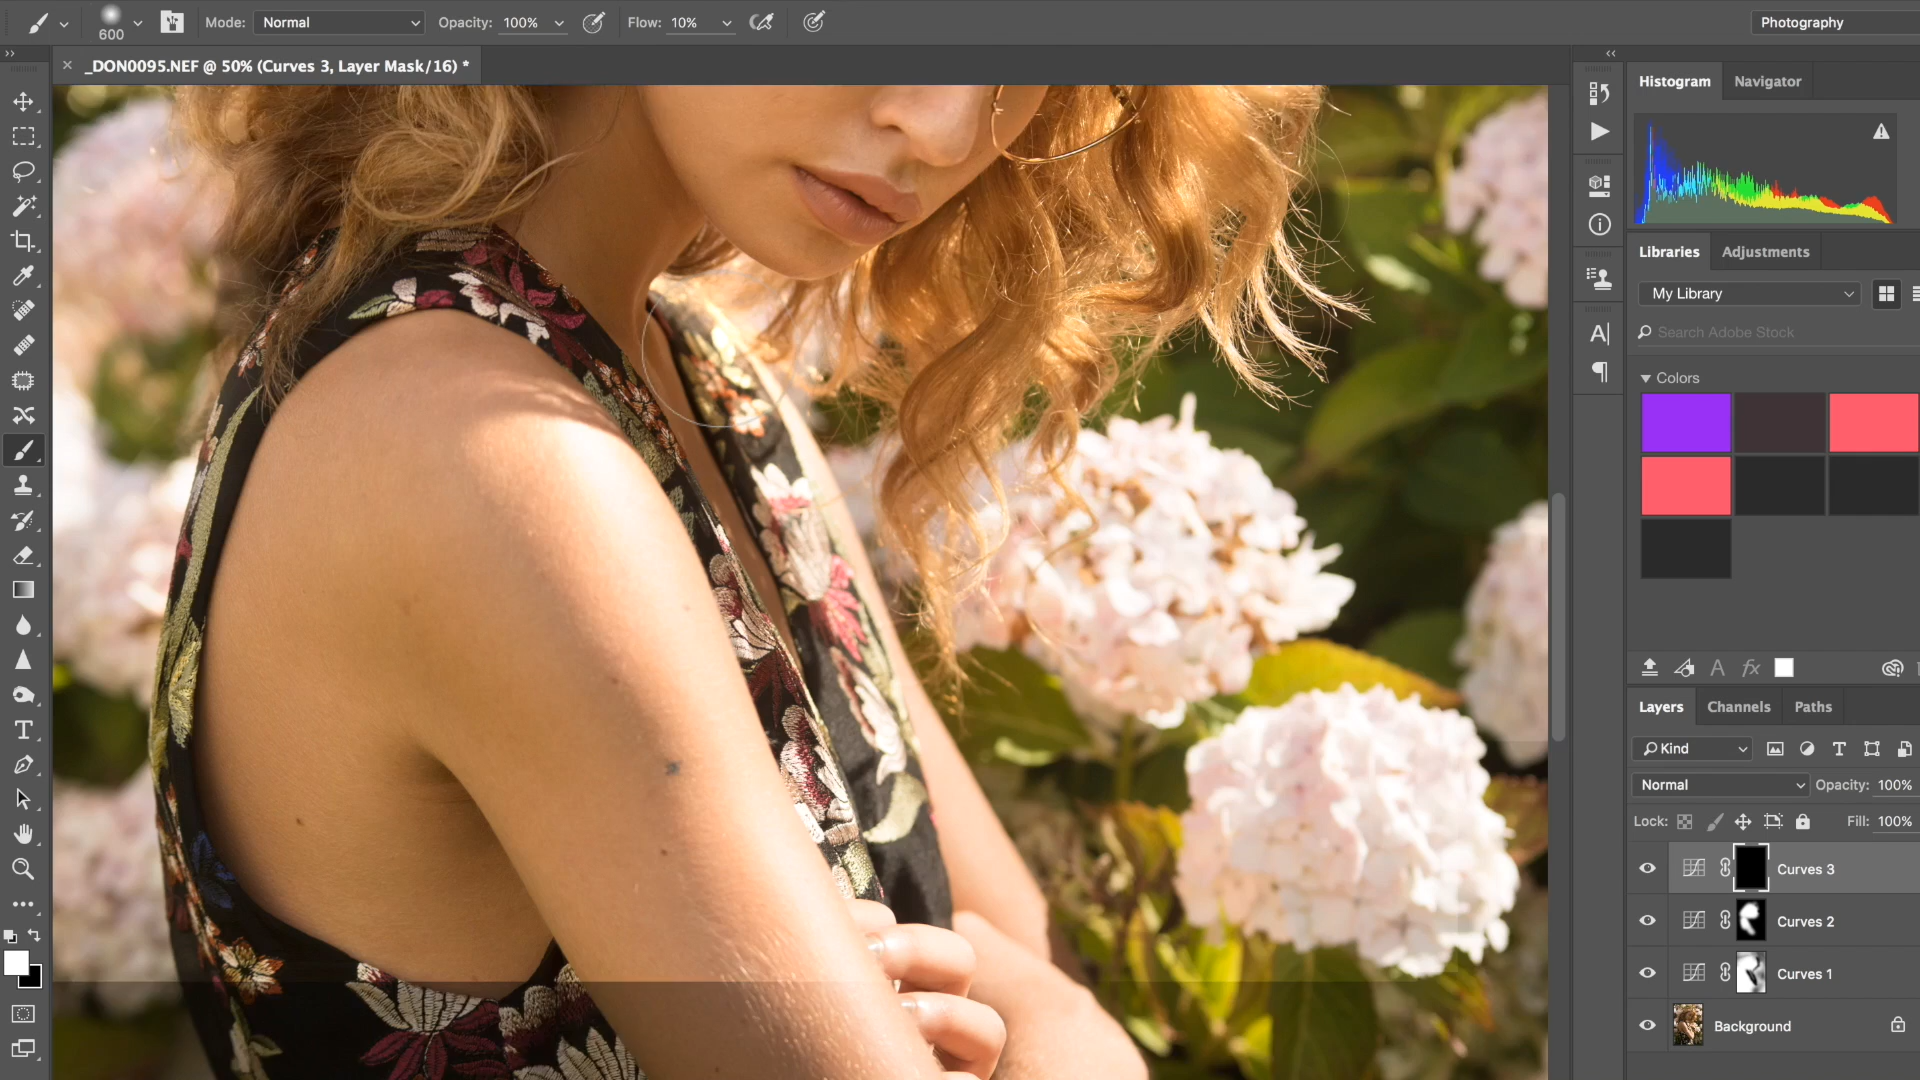 600
Mode: Normal Opacity: 100% Flow: 10% Photography
_DON0095.NEF @ 50% (Curves 3, Layer Mask/16) *
Histogram Navigator
Libraries Adjustments
My Library
Search Adobe Stock
Colors
Layers Channels Paths
Kind
Normal Opacity: 100%
Lock: Fill: 100%
Curves 3
Curves 2
Curves 1
Background